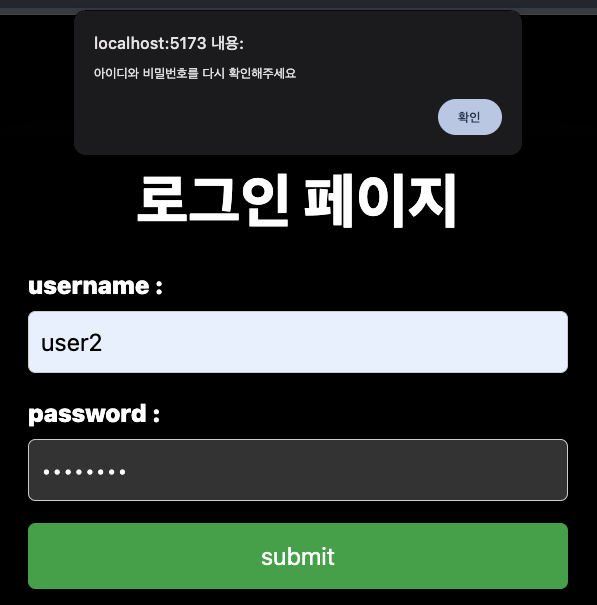 localhost:5173 내용:
아이디와 비밀번호를 다시 확인해주세요
확인
로그인 페이지
username :
user2
password :
••••••••
submit